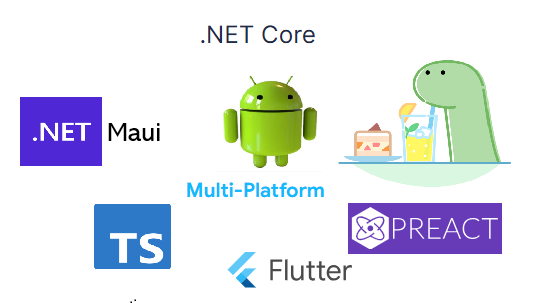 .NET Core
.NET Maui
Multi-Platform
TS
PREACT
Flutter